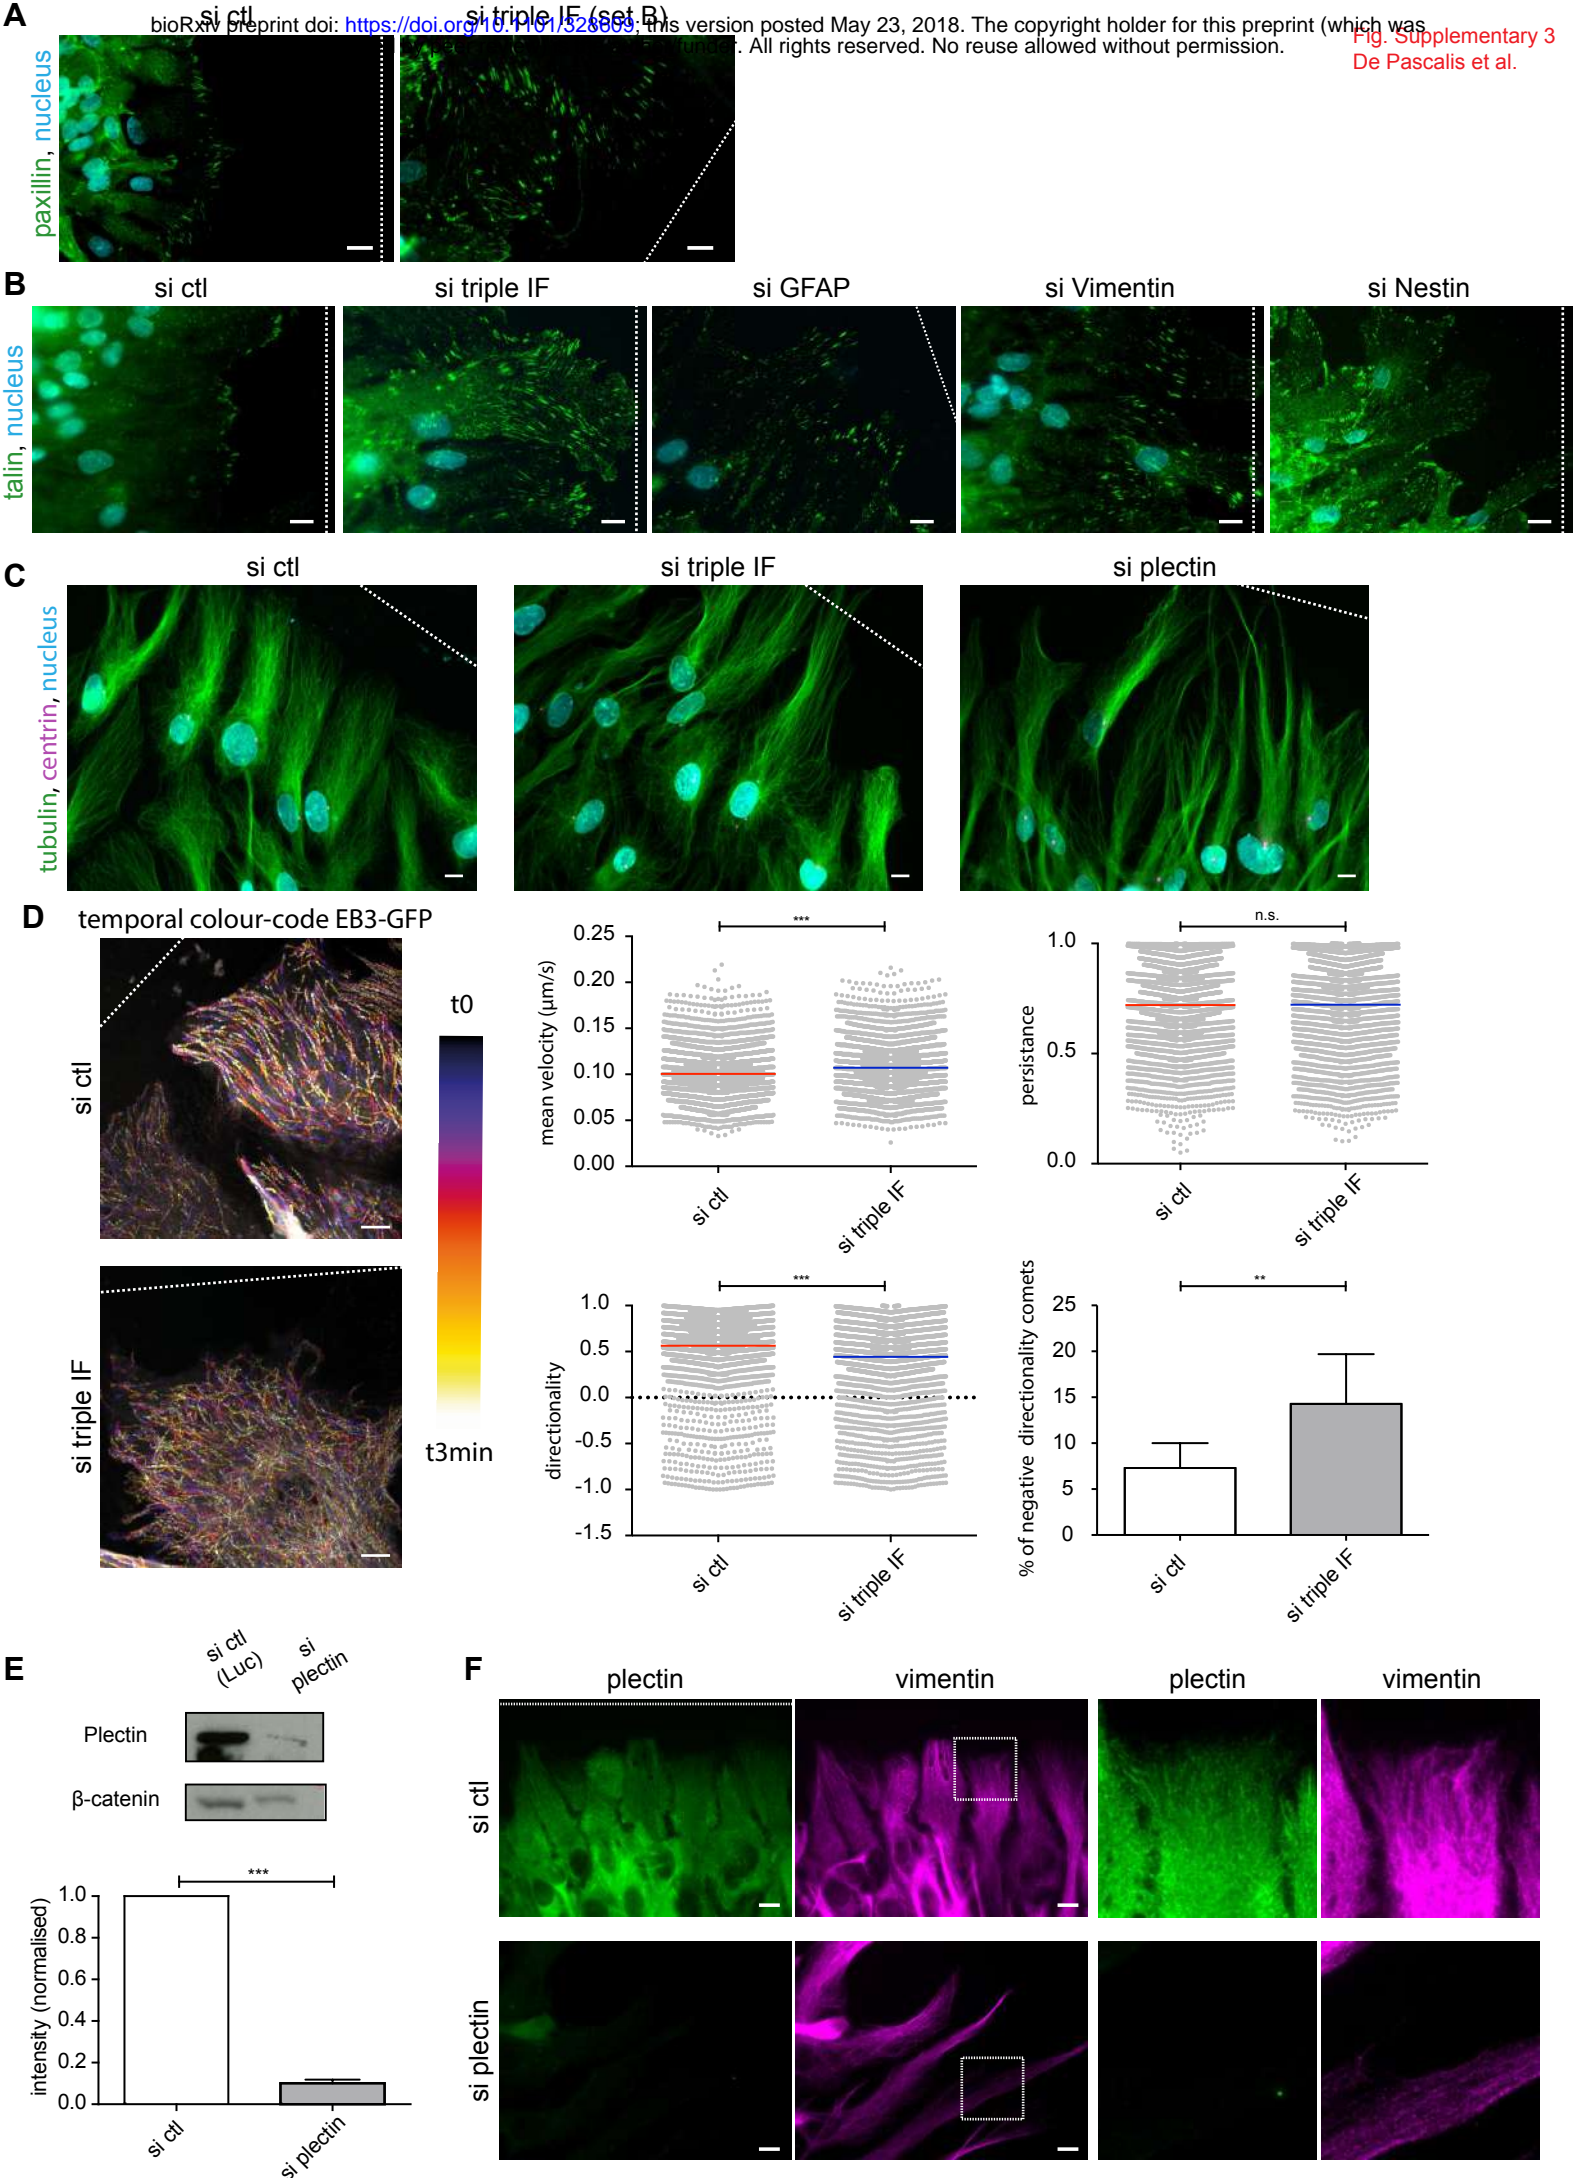 A
si ctl
si triple IF (set B)
bioRxiv preprint doi: https://doi.org/10.1101/328609; this version posted May 23, 2018. The copyright holder for this preprint (which was
funder. All rights reserved. No reuse allowed without permission.
Fig. Supplementary 3
De Pascalis et al.
paxillin, nucleus
B
si ctl
si triple IF
si GFAP
si Vimentin
si Nestin
talin, nucleus
C
si ctl
si triple IF
si plectin
tubulin, centrin, nucleus
D
temporal colour-code EB3-GFP
si ctl
si triple IF
t0
t3min
***
mean velocity (µm/s)
0.25
0.20
0.15
0.10
0.05
0.00
si ctl
si triple IF
n.s.
persistance
1.0
0.5
0.0
si ctl
si triple IF
***
directionality
1.0
0.5
0.0
-0.5
-1.0
-1.5
si ctl
si triple IF
**
% of negative directionality comets
25
20
15
10
5
0
si ctl
si triple IF
E
si ctl
(Luc)
si
plectin
Plectin
β-catenin
***
intensity (normalised)
1.0
0.8
0.6
0.4
0.2
0.0
si ctl
si plectin
F
plectin
vimentin
plectin
vimentin
si ctl
si plectin